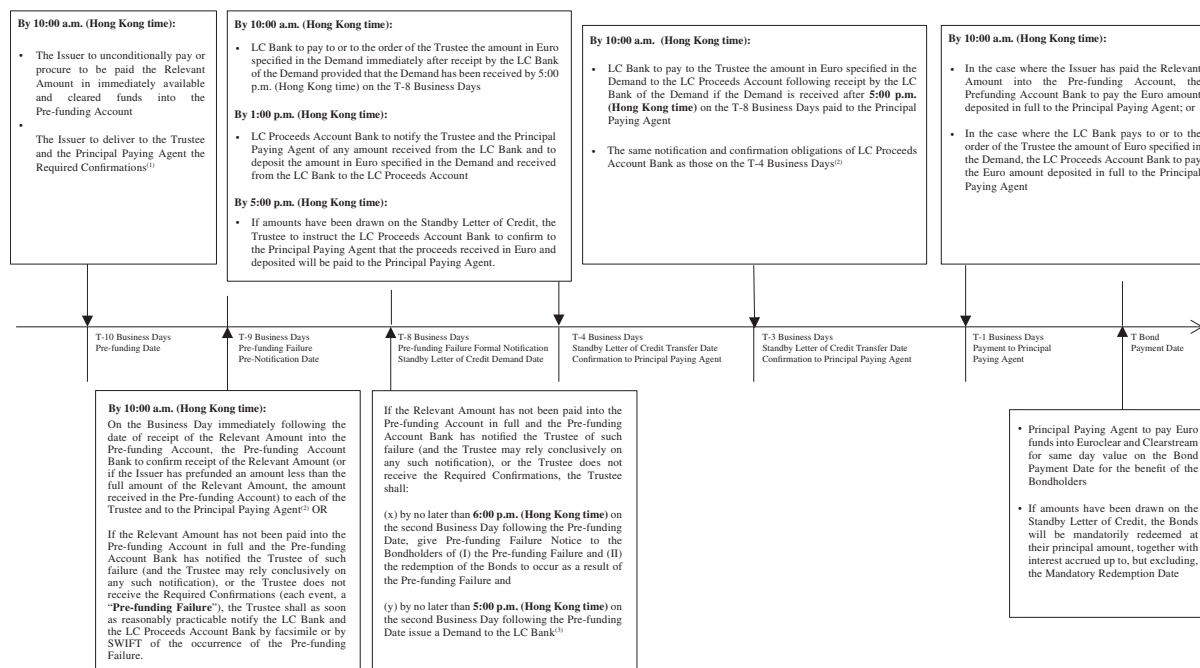 By 10:00 a.m. (Hong Kong time):
• The Issuer to unconditionally pay or
procure to be paid the Relevant
Amount in immediately available
and cleared funds into the
Pre-funding Account
•
The Issuer to deliver to the Trustee
and the Principal Paying Agent the
Required Confirmations(1)
By 10:00 a.m. (Hong Kong time):
• LC Bank to pay to or to the order of the Trustee the amount in Euro
specified in the Demand immediately after receipt by the LC Bank
of the Demand provided that the Demand has been received by 5:00
p.m. (Hong Kong time) on the T-8 Business Days
By 1:00 p.m. (Hong Kong time):
• LC Proceeds Account Bank to notify the Trustee and the Principal
Paying Agent of any amount received from the LC Bank and to
deposit the amount in Euro specified in the Demand and received
from the LC Bank to the LC Proceeds Account
By 5:00 p.m. (Hong Kong time):
• If amounts have been drawn on the Standby Letter of Credit, the
Trustee to instruct the LC Proceeds Account Bank to confirm to
the Principal Paying Agent that the proceeds received in Euro and
deposited will be paid to the Principal Paying Agent.
By 10:00 a.m. (Hong Kong time):
• LC Bank to pay to the Trustee the amount in Euro specified in the
Demand to the LC Proceeds Account following receipt by the LC
Bank of the Demand if the Demand is received after 5:00 p.m.
(Hong Kong time) on the T-8 Business Days paid to the Principal
Paying Agent
• The same notification and confirmation obligations of LC Proceeds
Account Bank as those on the T-4 Business Days(2)
By 10:00 a.m. (Hong Kong time):
• In the case where the Issuer has paid the Relevant
Amount into the Pre-funding Account, the
Prefunding Account Bank to pay the Euro amount
deposited in full to the Principal Paying Agent; or
• In the case where the LC Bank pays to or to the
order of the Trustee the amount of Euro specified in
the Demand, the LC Proceeds Account Bank to pay
the Euro amount deposited in full to the Principal
Paying Agent
T-10 Business Days
Pre-funding Date
T-9 Business Days
Pre-funding Failure
Pre-Notification Date
T-8 Business Days
Pre-funding Failure Formal Notification
Standby Letter of Credit Demand Date
T-4 Business Days
Standby Letter of Credit Transfer Date
Confirmation to Principal Paying Agent
T-3 Business Days
Standby Letter of Credit Transfer Date
Confirmation to Principal Paying Agent
T-1 Business Days
Payment to Principal
Paying Agent
T Bond
Payment Date
By 10:00 a.m. (Hong Kong time):
On the Business Day immediately following the
date of receipt of the Relevant Amount into the
Pre-funding Account, the Pre-funding Account
Bank to confirm receipt of the Relevant Amount (or
if the Issuer has prefunded an amount less than the
full amount of the Relevant Amount, the amount
received in the Pre-funding Account) to each of the
Trustee and to the Principal Paying Agent(2) OR
If the Relevant Amount has not been paid into the
Pre-funding Account in full and the Pre-funding
Account Bank has notified the Trustee of such
failure (and the Trustee may rely conclusively on
any such notification), or the Trustee does not
receive the Required Confirmations (each event, a
“Pre-funding Failure”), the Trustee shall as soon
as reasonably practicable notify the LC Bank and
the LC Proceeds Account Bank by facsimile or by
SWIFT of the occurrence of the Pre-funding
Failure.
If the Relevant Amount has not been paid into the
Pre-funding Account in full and the Pre-funding
Account Bank has notified the Trustee of such
failure (and the Trustee may rely conclusively on
any such notification), or the Trustee does not
receive the Required Confirmations, the Trustee
shall:
(x) by no later than 6:00 p.m. (Hong Kong time) on
the second Business Day following the Pre-funding
Date, give Pre-funding Failure Notice to the
Bondholders of (I) the Pre-funding Failure and (II)
the redemption of the Bonds to occur as a result of
the Pre-funding Failure and
(y) by no later than 5:00 p.m. (Hong Kong time) on
the second Business Day following the Pre-funding
Date issue a Demand to the LC Bank(3)
• Principal Paying Agent to pay Euro
funds into Euroclear and Clearstream
for same day value on the Bond
Payment Date for the benefit of the
Bondholders
• If amounts have been drawn on the
Standby Letter of Credit, the Bonds
will be mandatorily redeemed at
their principal amount, together with
interest accrued up to, but excluding,
the Mandatory Redemption Date